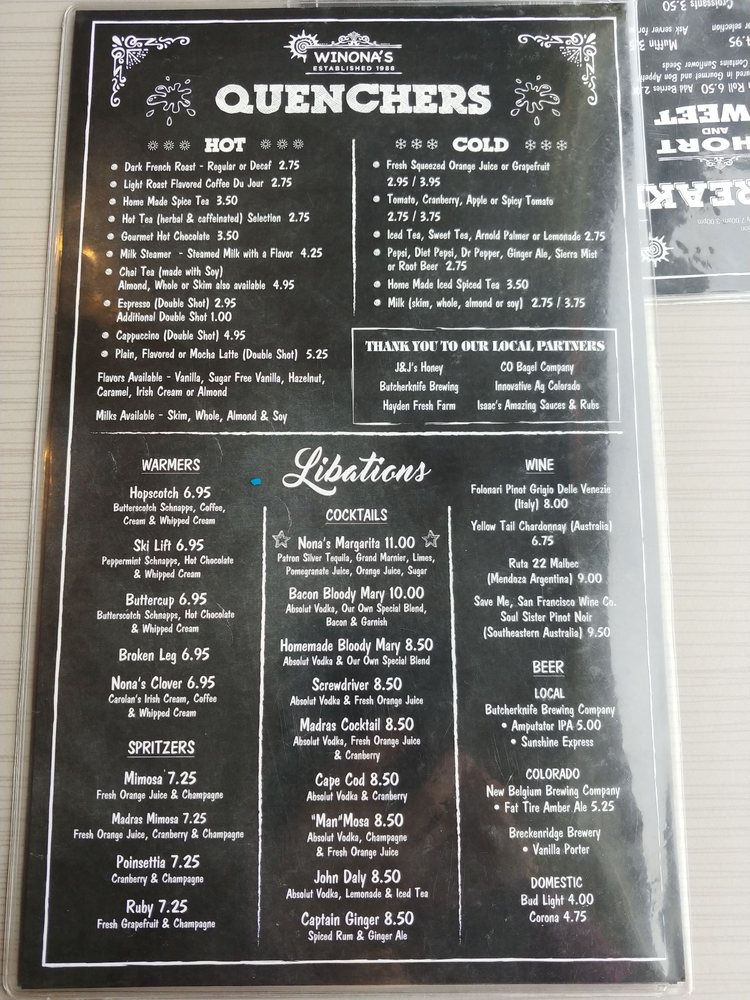 WINONA'S
ESTABLISHED 1988
QUENCHERS
HOT
Dark French Roast - Regular or Decaf 2.75
Light Roast Flavored Coffee Du Jour 2.75
Home Made Spice Tea 3.50
Hot Tea (herbal & caffeinated) Selection 2.75
Gourmet Hot Chocolate 3.50
Milk Steamer - Steamed Milk with a Flavor 4.25
Chai Tea (made with Soy)
Almond, Whole or Skim also available 4.95
Espresso (Double Shot) 2.95
Additional Double Shot 1.00
Cappuccino (Double Shot) 4.95
Plain, Flavored or Mocha Latte (Double Shot) 5.25
Flavors Available - Vanilla, Sugar Free Vanilla, Hazelnut,
Caramel, Irish Cream or Almond
Milks Available - Skim, Whole, Almond & Soy
COLD
Fresh Squeezed Orange Juice or Grapefruit
2.95 / 3.95
Tomato, Cranberry, Apple or Spicy Tomato
2.75 / 3.75
Iced Tea, Sweet Tea, Arnold Palmer or Lemonade 2.75
Pepsi, Diet Pepsi, Dr Pepper, Ginger Ale, Sierra Mist
or Root Beer 2.75
Home Made Iced Spiced Tea 3.50
Milk (skim, whole, almond or soy) 2.75 / 3.75
THANK YOU TO OUR LOCAL PARTNERS
J&J's Honey
CO Bagel Company
Butcherknife Brewing
Innovative Ag Colorado
Hayden Fresh Farm
Isaac's Amazing Sauces & Rubs
Libations
WARMERS
Hopscotch 6.95
Butterscotch Schnapps, Coffee,
Cream & Whipped Cream
Ski Lift 6.95
Peppermint Schnapps, Hot Chocolate
& Whipped Cream
Buttercup 6.95
Butterscotch Schnapps, Hot Chocolate
& Whipped Cream
Broken Leg 6.95
Nona's Clover 6.95
Carolan's Irish Cream, Coffee
& Whipped Cream
SPRITZERS
Mimosa 7.25
Fresh Orange Juice & Champagne
Madras Mimosa 7.25
Fresh Orange Juice, Cranberry & Champagne
Poinsettia 7.25
Cranberry & Champagne
Ruby 7.25
Fresh Grapefruit & Champagne
COCKTAILS
Nona's Margarita 11.00
Patron Silver Tequila, Grand Marnier, Limes,
Pomegranate Juice, Orange Juice, Sugar
Bacon Bloody Mary 10.00
Absolut Vodka, Our Own Special Blend,
Bacon & Garnish
Homemade Bloody Mary 8.50
Absolut Vodka & Our Own Special Blend
Screwdriver 8.50
Absolut Vodka & Fresh Orange Juice
Madras Cocktail 8.50
Absolut Vodka, Fresh Orange Juice
& Cranberry
Cape Cod 8.50
Absolut Vodka & Cranberry
"Man"Mosa 8.50
Absolut Vodka, Champagne
& Fresh Orange Juice
John Daly 8.50
Absolut Vodka, Lemonade & Iced Tea
Captain Ginger 8.50
Spiced Rum & Ginger Ale
WINE
Folonari Pinot Grigio Delle Venezie
(Italy) 8.00
Yellow Tail Chardonnay (Australia)
6.75
Ruta 22 Malbec
(Mendoza Argentina) 9.00
Save Me, San Francisco Wine Co.
Soul Sister Pinot Noir
(Southeastern Australia) 9.50
BEER
LOCAL
Butcherknife Brewing Company
• Amputator IPA 5.00
• Sunshine Express
COLORADO
New Belgium Brewing Company
• Fat Tire Amber Ale 5.25
Breckenridge Brewery
• Vanilla Porter
DOMESTIC
Bud Light 4.00
Corona 4.75
HORT
AND
WEET
Contains Sunflower Seeds
Roll 6.50 Add Berries
Muffin
Ask server for
selection
Croissants 3.50